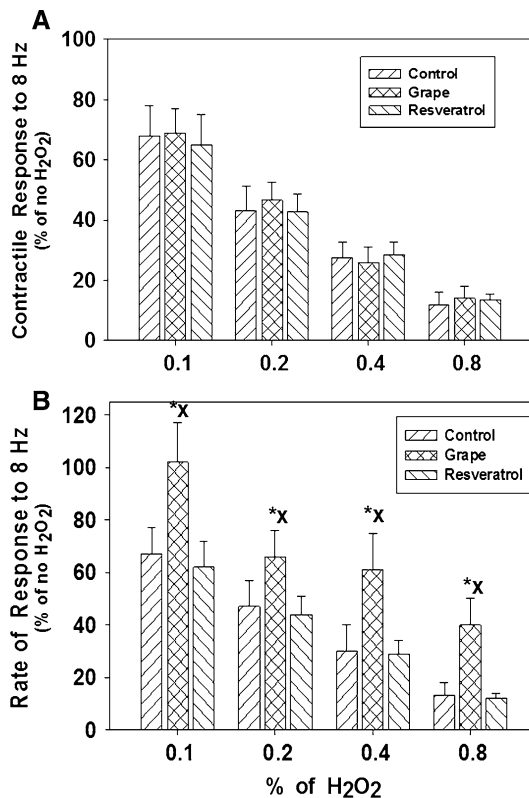 A
Contractile Response to 8 Hz
(% of no H2O2)
100
80
60
40
20
0
Control
Grape
Resveratrol
0.1 0.2 0.4 0.8
B
Rate of Response to 8 Hz
(% of no H2O2)
120
100
80
60
40
20
0
Control
Grape
Resveratrol
*X
*X
*X
*X
0.1 0.2 0.4 0.8
% of H2O2